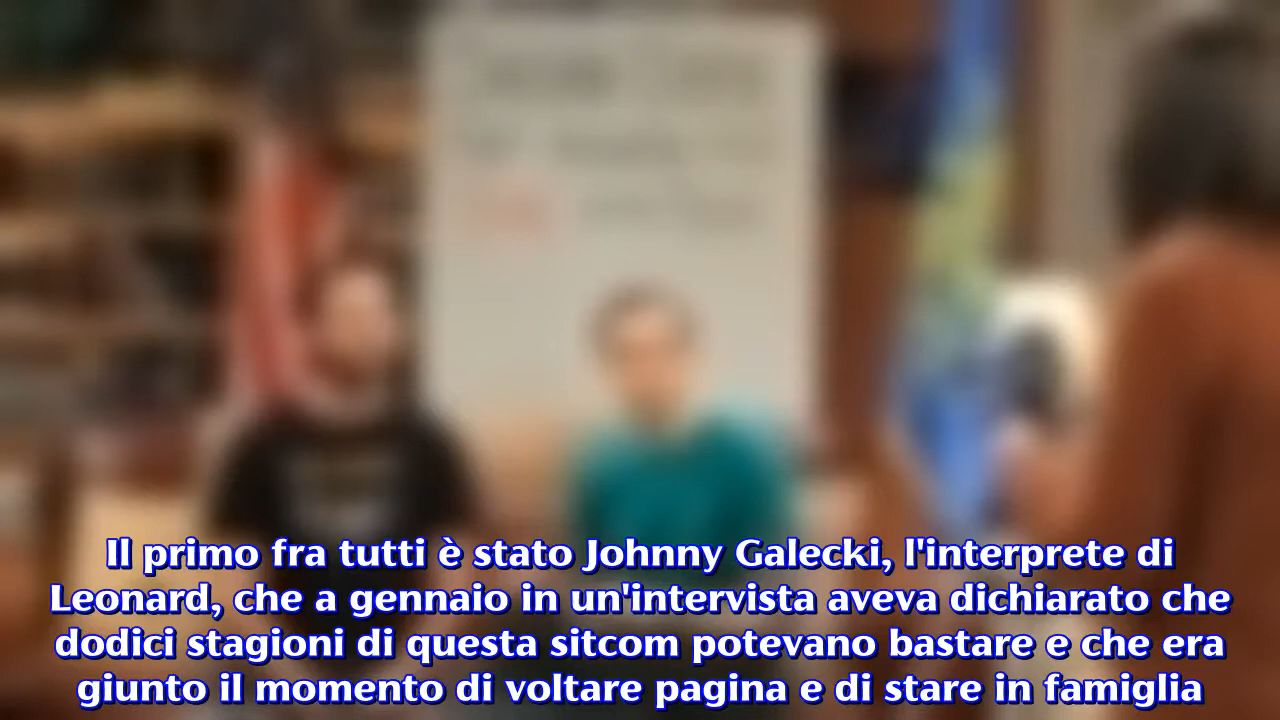 Il primo fra tutti è stato Johnny Galecki, l'interprete di
Leonard, che a gennaio in un'intervista aveva dichiarato che
dodici stagioni di questa sitcom potevano bastare e che era
giunto il momento di voltare pagina e di stare in famiglia